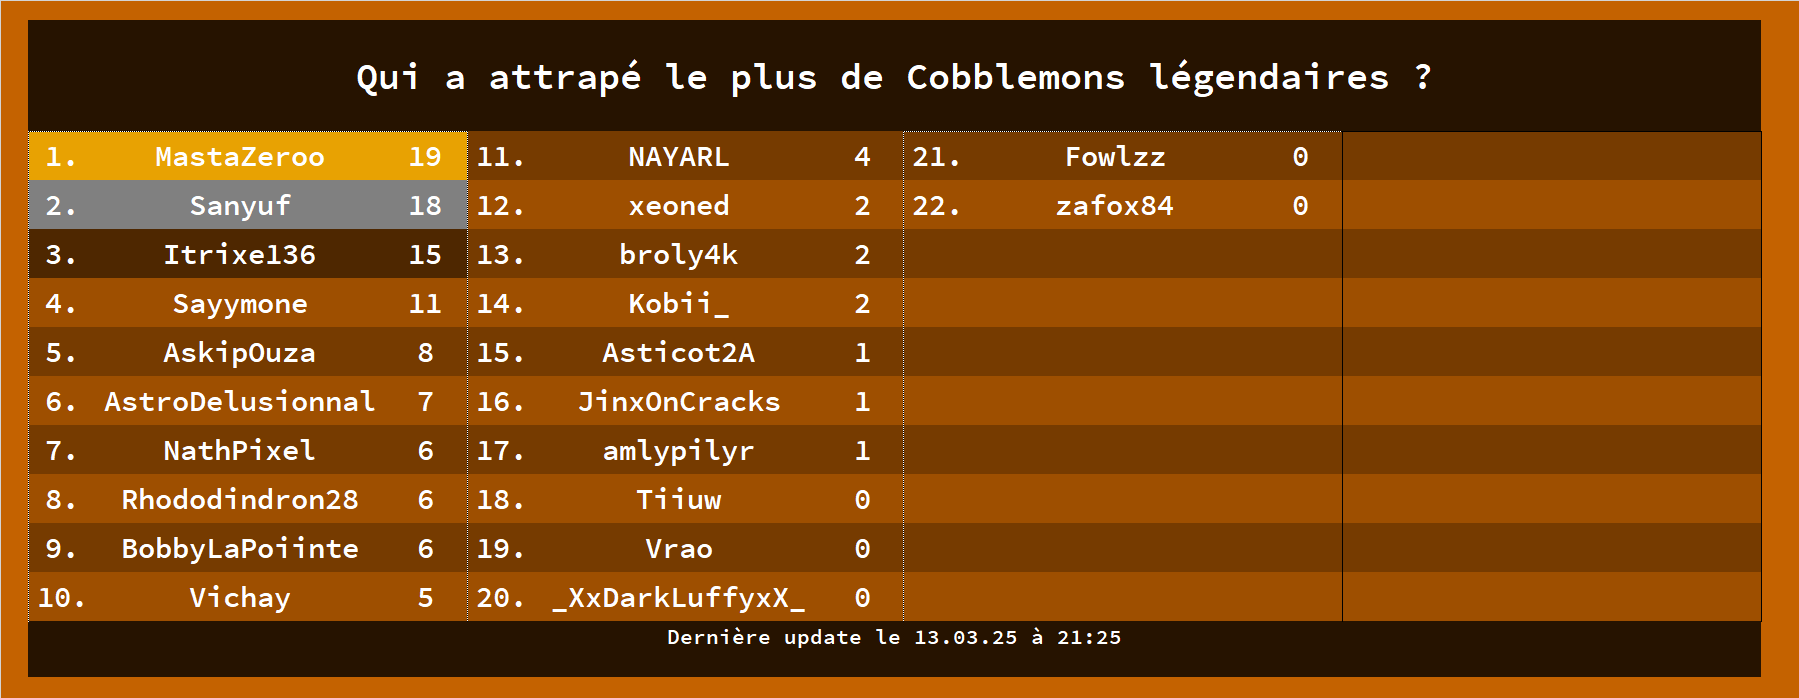 Qui a attrapé le plus de Cobblemons légendaires ?
1. MastaZeroo 19
2. Sanyuf 18
3. Itrixe136 15
4. Sayymone 11
5. AskipOuza 8
6. AstroDelusionnal 7
7. NathPixel 6
8. Rhododindron28 6
9. BobbyLaPoiinte 6
10. Vichay 5
11. NAYARL 4
12. xeoned 2
13. broly4k 2
14. Kobii_ 2
15. Asticot2A 1
16. JinxOnCracks 1
17. amlypilyr 1
18. Tiiuw 0
19. Vrao 0
20. _XxDarkLuffyxX_ 0
21. Fowlzz 0
22. zafox84 0
Dernière update le 13.03.25 à 21:25